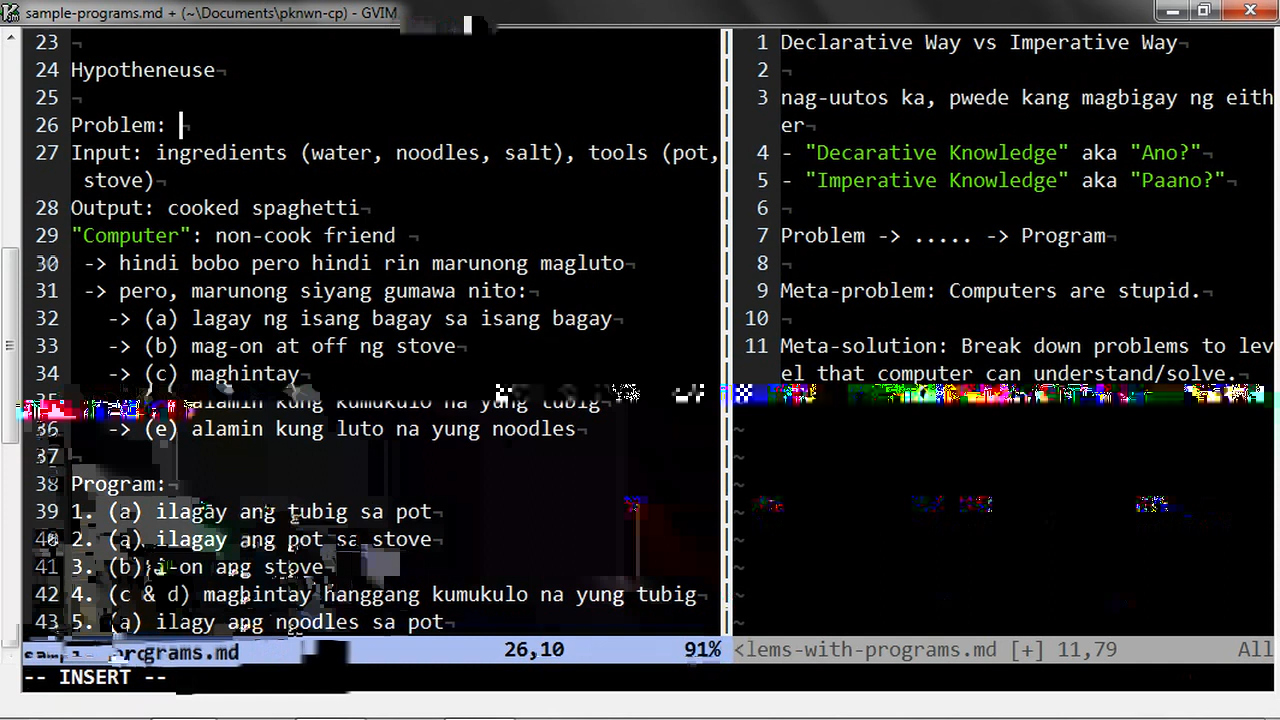 sample-programs.md + (~\Documents\pknwn-cp) - GVIM
23
24 Hypotheneuse
25
26 Problem:
27 Input: ingredients (water, noodles, salt), tools (pot,
stove)
28 Output: cooked spaghetti
29 "Computer": non-cook friend
30 -> hindi bobo pero hindi rin marunong magluto
31 -> pero, marunong siyang gumawa nito:
32 -> (a) lagay ng isang bagay sa isang bagay
33 -> (b) mag-on at off ng stove
34 -> (c) maghintay
35 alamin kung kumukulo na yung tubig
36 -> (e) alamin kung luto na yung noodles
37
38 Program:
39 1. (a) ilagay ang tubig sa pot
40 2. (a) ilagay ang pot sa stove
41 3. (b) i-on ang stove
42 4. (c & d) maghintay hanggang kumukulo na yung tubig
43 5. (a) ilagy ang noodles sa pot
26,10 91%
-- INSERT --
1 Declarative Way vs Imperative Way
2
3 nag-uutos ka, pwede kang magbigay ng eith
er
4 - "Decarative Knowledge" aka "Ano?"
5 - "Imperative Knowledge" aka "Paano?"
6
7 Problem -> ..... -> Program
8
9 Meta-problem: Computers are stupid.
10
11 Meta-solution: Break down problems to lev
el that computer can understand/solve.
<lems-with-programs.md [+] 11,79 All